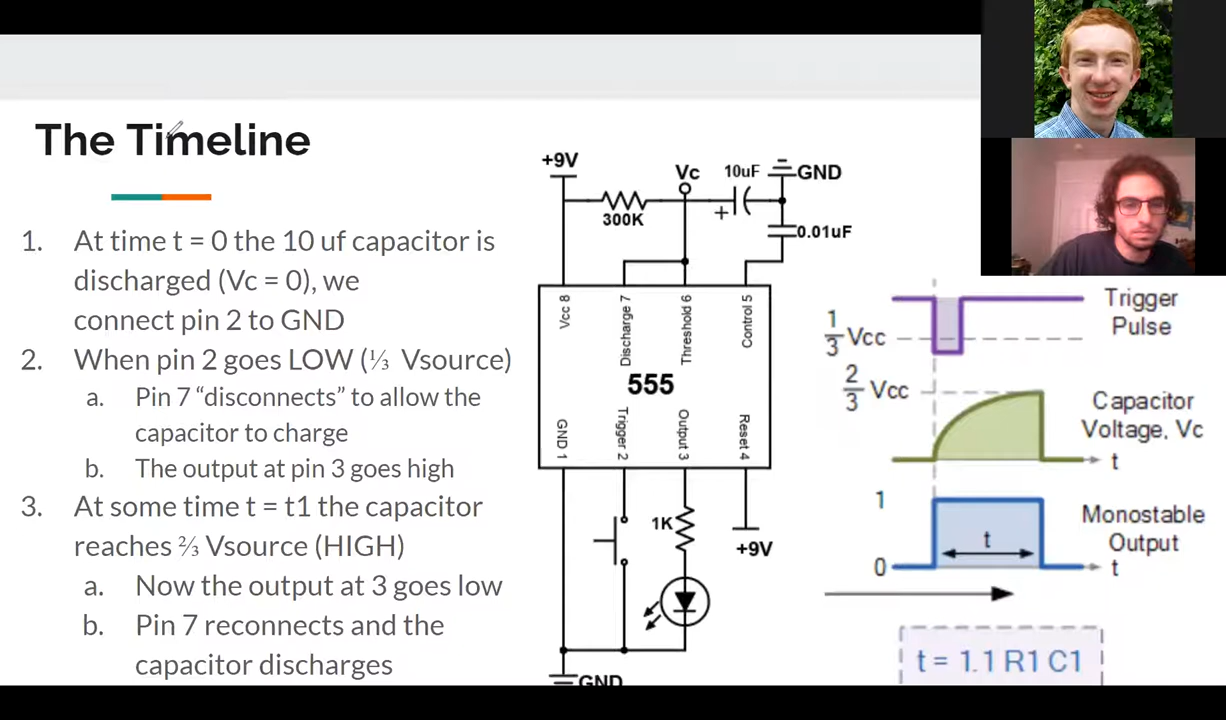 The Timeline
1. At time t = 0 the 10 uf capacitor is
discharged (Vc = 0), we
connect pin 2 to GND
2. When pin 2 goes LOW (⅓ Vsource)
a. Pin 7 “disconnects” to allow the
capacitor to charge
b. The output at pin 3 goes high
3. At some time t = t1 the capacitor
reaches ⅔ Vsource (HIGH)
a. Now the output at 3 goes low
b. Pin 7 reconnects and the
capacitor discharges
+9V
300K
Vc
10uF
GND
+
0.01uF
Vcc 8
Discharge 7
Threshold 6
Control 5
555
GND 1
Trigger 2
Output 3
Reset 4
1K
+9V
GND
Trigger
Pulse
1/3 Vcc
2/3 Vcc
Capacitor
Voltage, Vc
t
1
Monostable
Output
t
0
t
t = 1.1 R1 C1